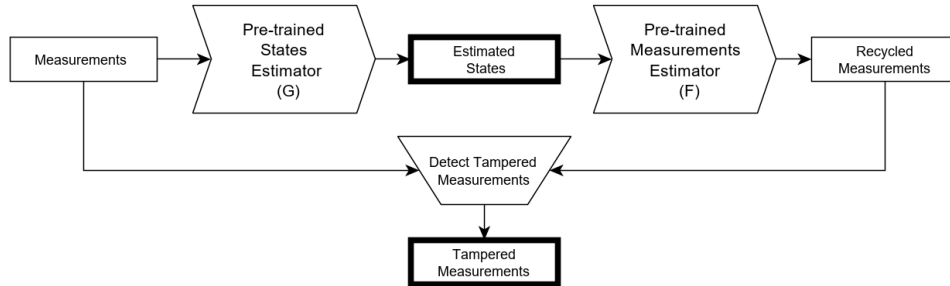 Measurements
Pre-trained
States
Estimator
(G)
Estimated
States
Pre-trained
Measurements
Estimator
(F)
Recycled
Measurements
Detect Tampered
Measurements
Tampered
Measurements